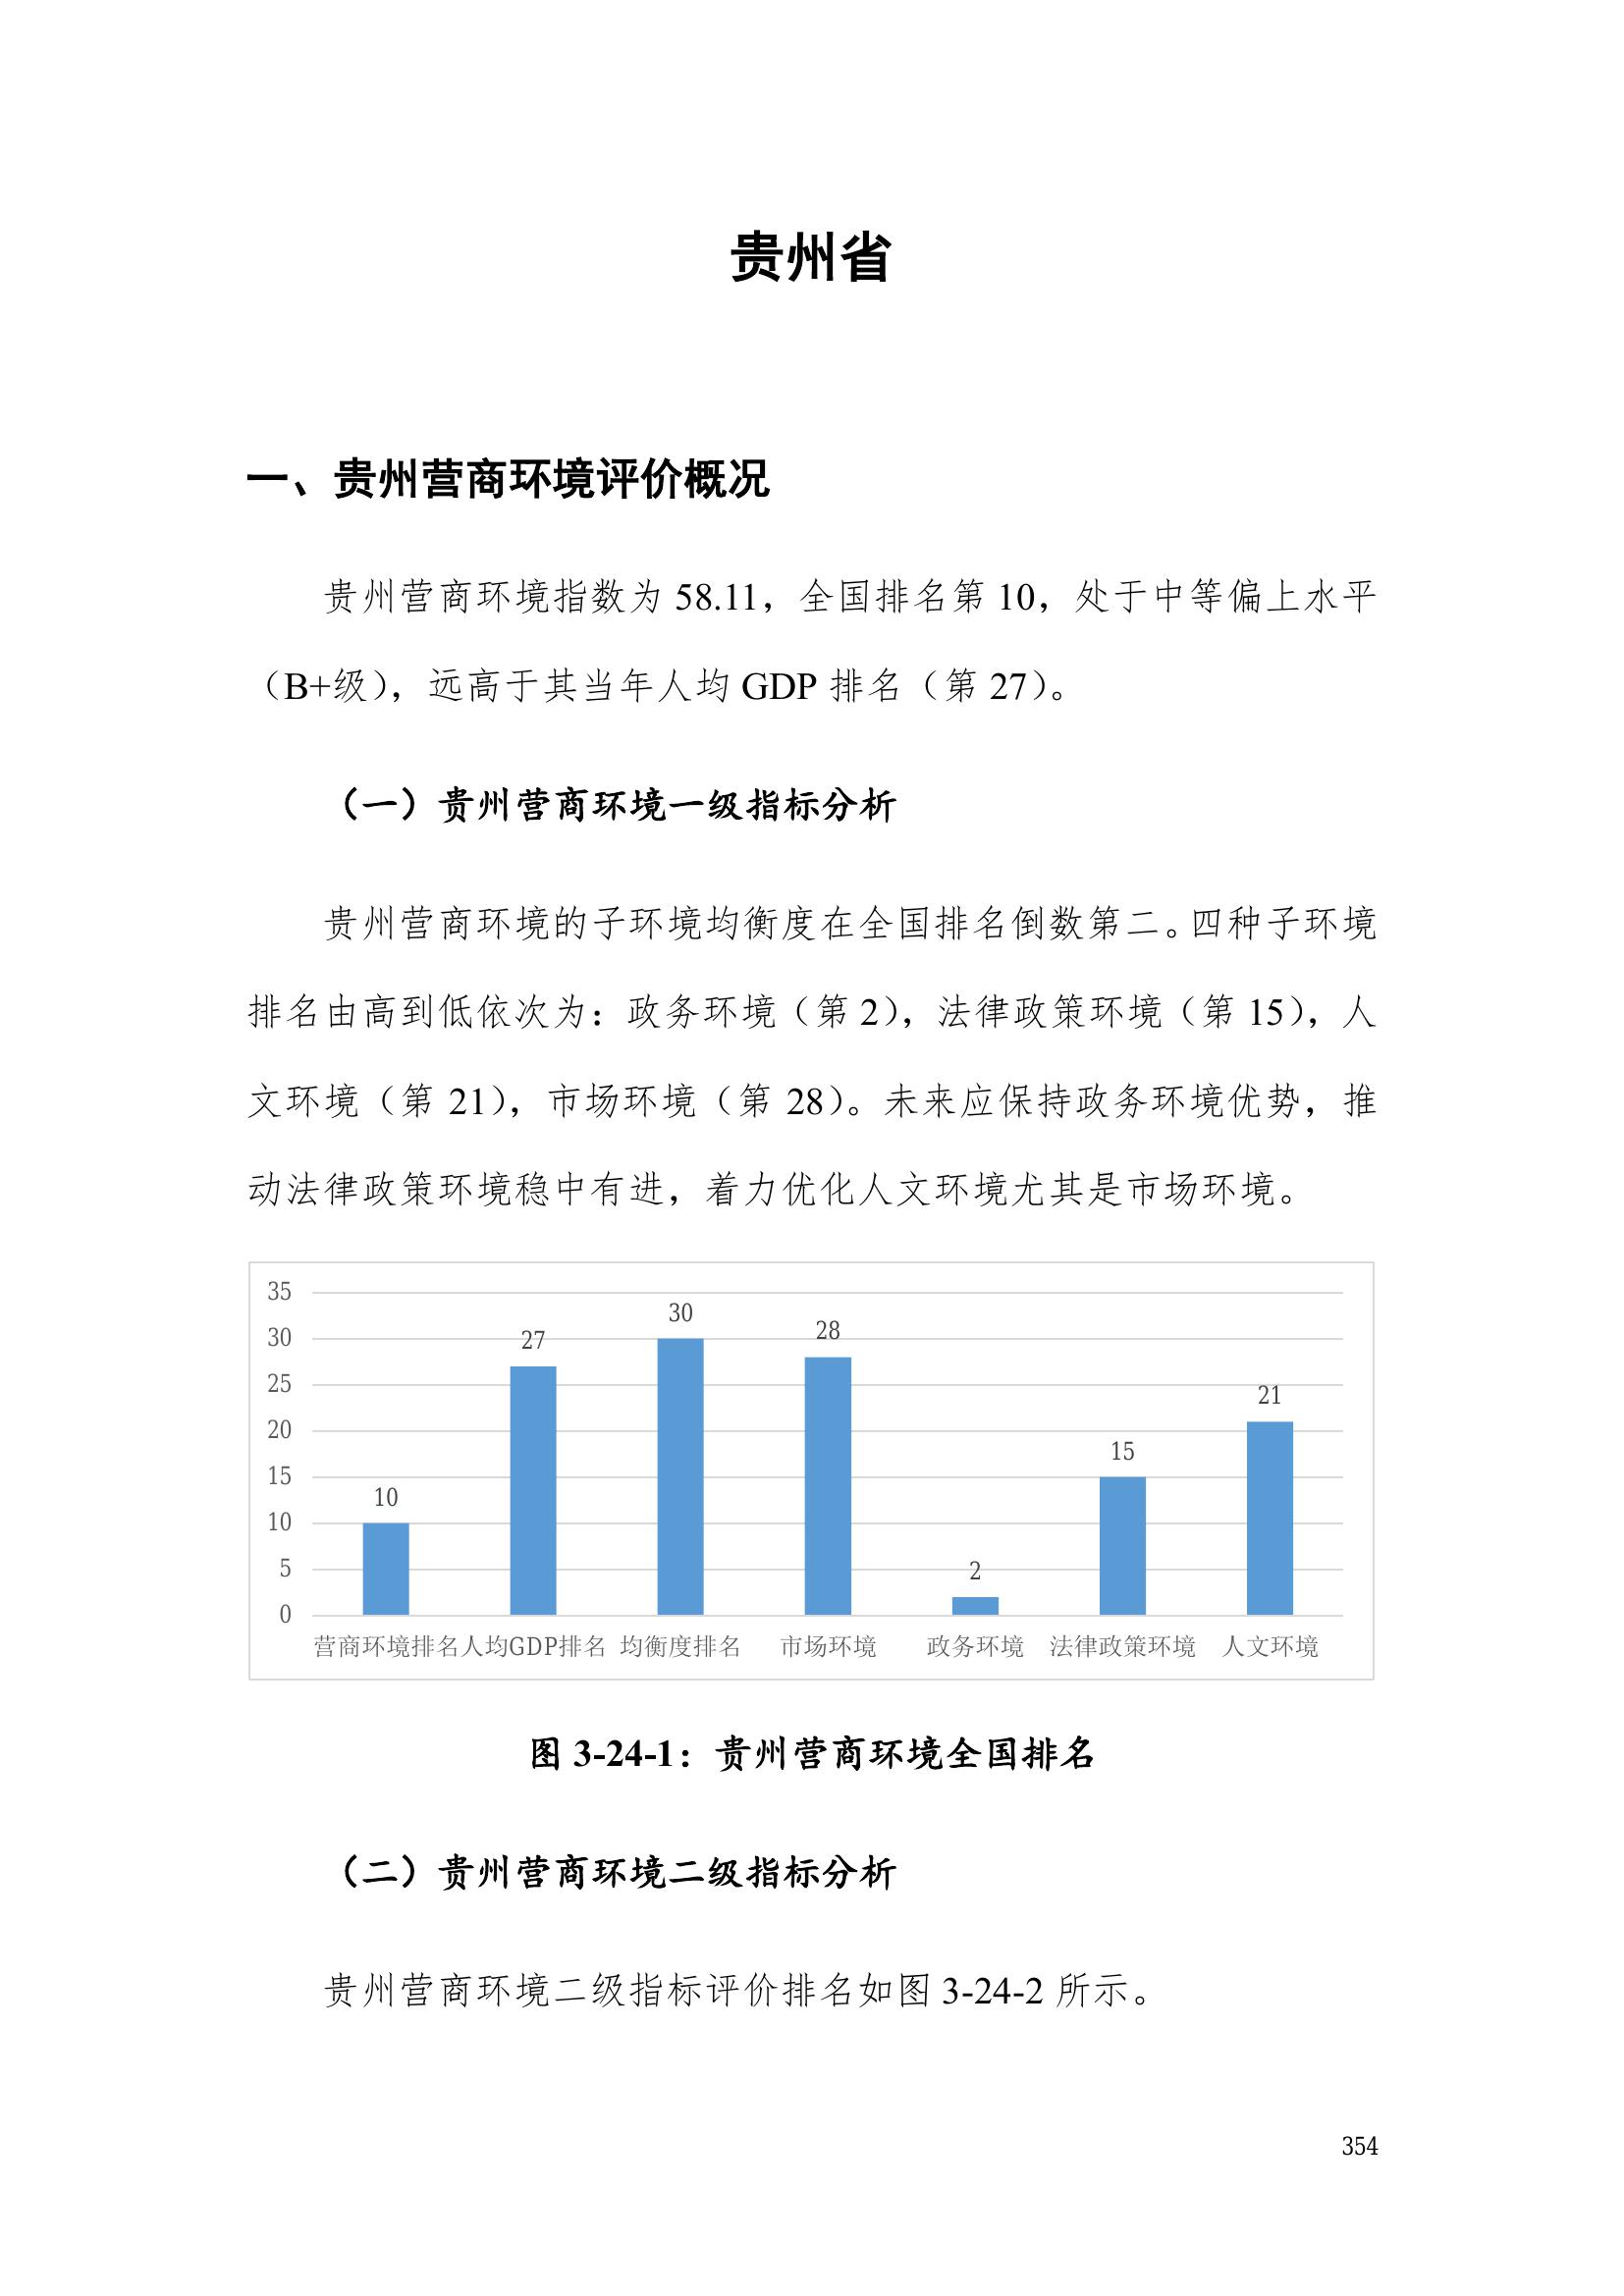 贵州省
一、贵州营商环境评价概况
贵州营商环境指数为 58.11，全国排名第 10，处于中等偏上水平
（B+级），远高于其当年人均 GDP 排名（第 27）。
（一）贵州营商环境一级指标分析
贵州营商环境的子环境均衡度在全国排名倒数第二。四种子环境
排名由高到低依次为：政务环境（第 2），法律政策环境（第 15），人
文环境（第 21），市场环境（第 28）。未来应保持政务环境优势，推
动法律政策环境稳中有进，着力优化人文环境尤其是市场环境。
35
30
25
20
15
10
5
0
10
27
30
28
2
15
21
营商环境排名 人均GDP排名 均衡度排名 市场环境 政务环境 法律政策环境 人文环境
图 3-24-1：贵州营商环境全国排名
（二）贵州营商环境二级指标分析
贵州营商环境二级指标评价排名如图 3-24-2 所示。
354